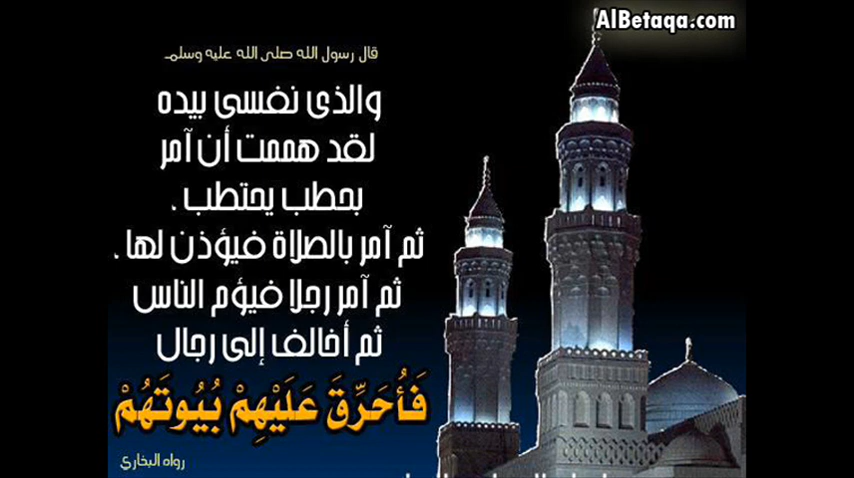 AlBetaqa.com
قال رسول الله صلى الله عليه وسلم
والذى نفسى بيده
لقد هممت أن آمر
بحطب يحتطب ،
ثم آمر بالصلاة فيؤذن لها ،
ثم آمر رجلا فيؤم الناس
ثم أخالف إلى رجال
فَأُحَرِّقَ عَلَيْهِمْ بُيُوتَهُمْ
رواه البخاري